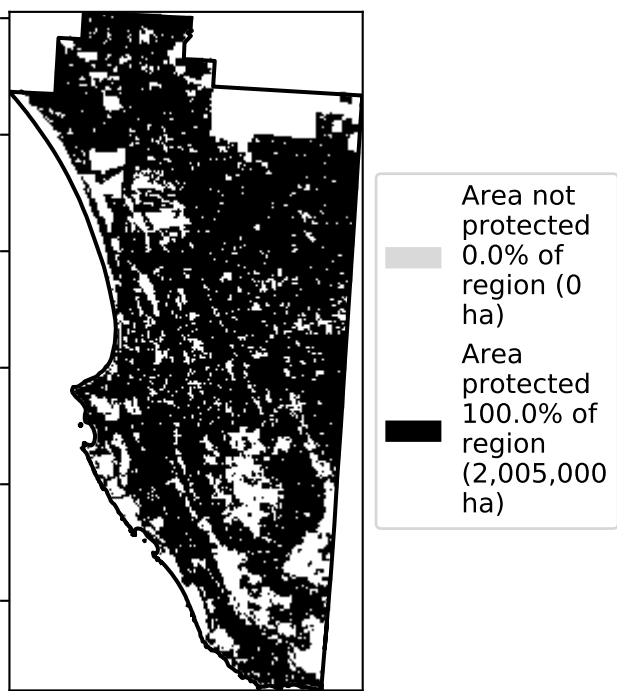 Area not
protected
0.0% of
region (0
ha)
Area
protected
100.0% of
region
(2,005,000
ha)